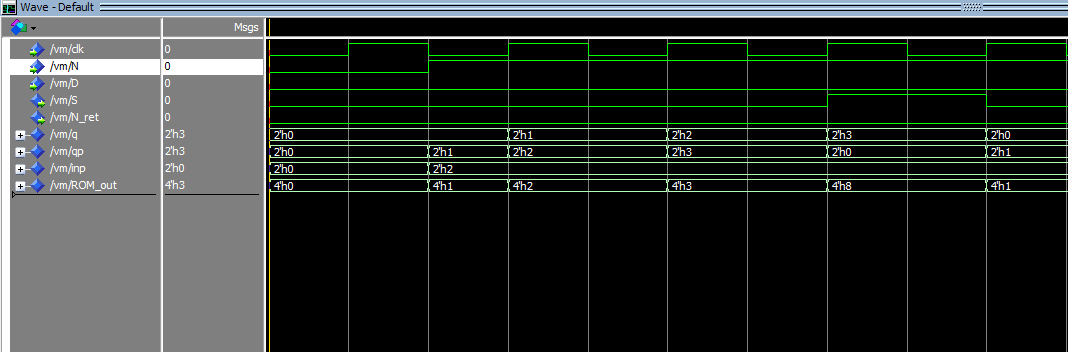 Wave - Default
Msgs
/vm/clk 0
/vm/N 0
/vm/D 0
/vm/S 0
/vm/N_ret 0
/vm/q 2'h3 2'h0 2'h1 2'h2 2'h3 2'h0
/vm/qp 2'h3 2'h0 2'h1 2'h2 2'h3 2'h0 2'h1
/vm/inp 2'h0 2'h0 2'h2
/vm/ROM_out 4'h3 4'h0 4'h1 4'h2 4'h3 4'h8 4'h1